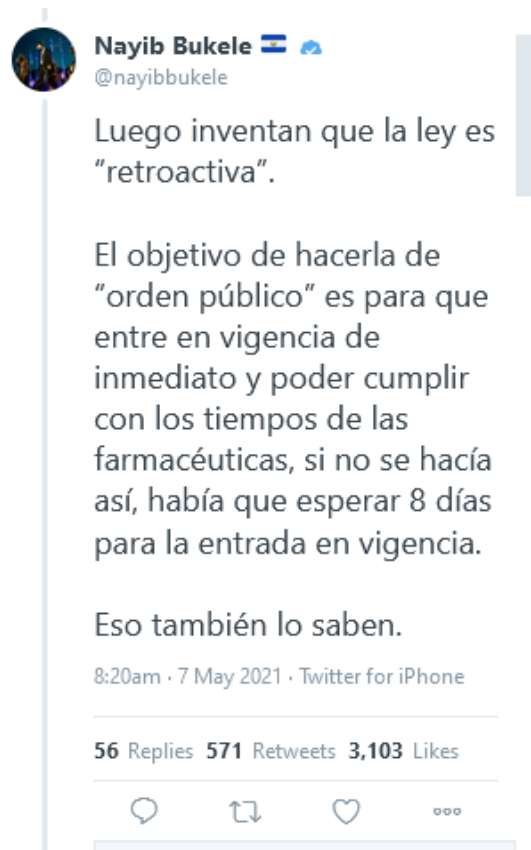 Nayib Bukele
@nayibbukele
Luego inventan que la ley es
"retroactiva".
El objetivo de hacerla de
"orden público" es para que
entre en vigencia de
inmediato y poder cumplir
con los tiempos de las
farmacéuticas, si no se hacía
así, había que esperar 8 días
para la entrada en vigencia.
Eso también lo saben.
8:20am · 7 May 2021 · Twitter for iPhone
56 Replies 571 Retweets 3,103 Likes